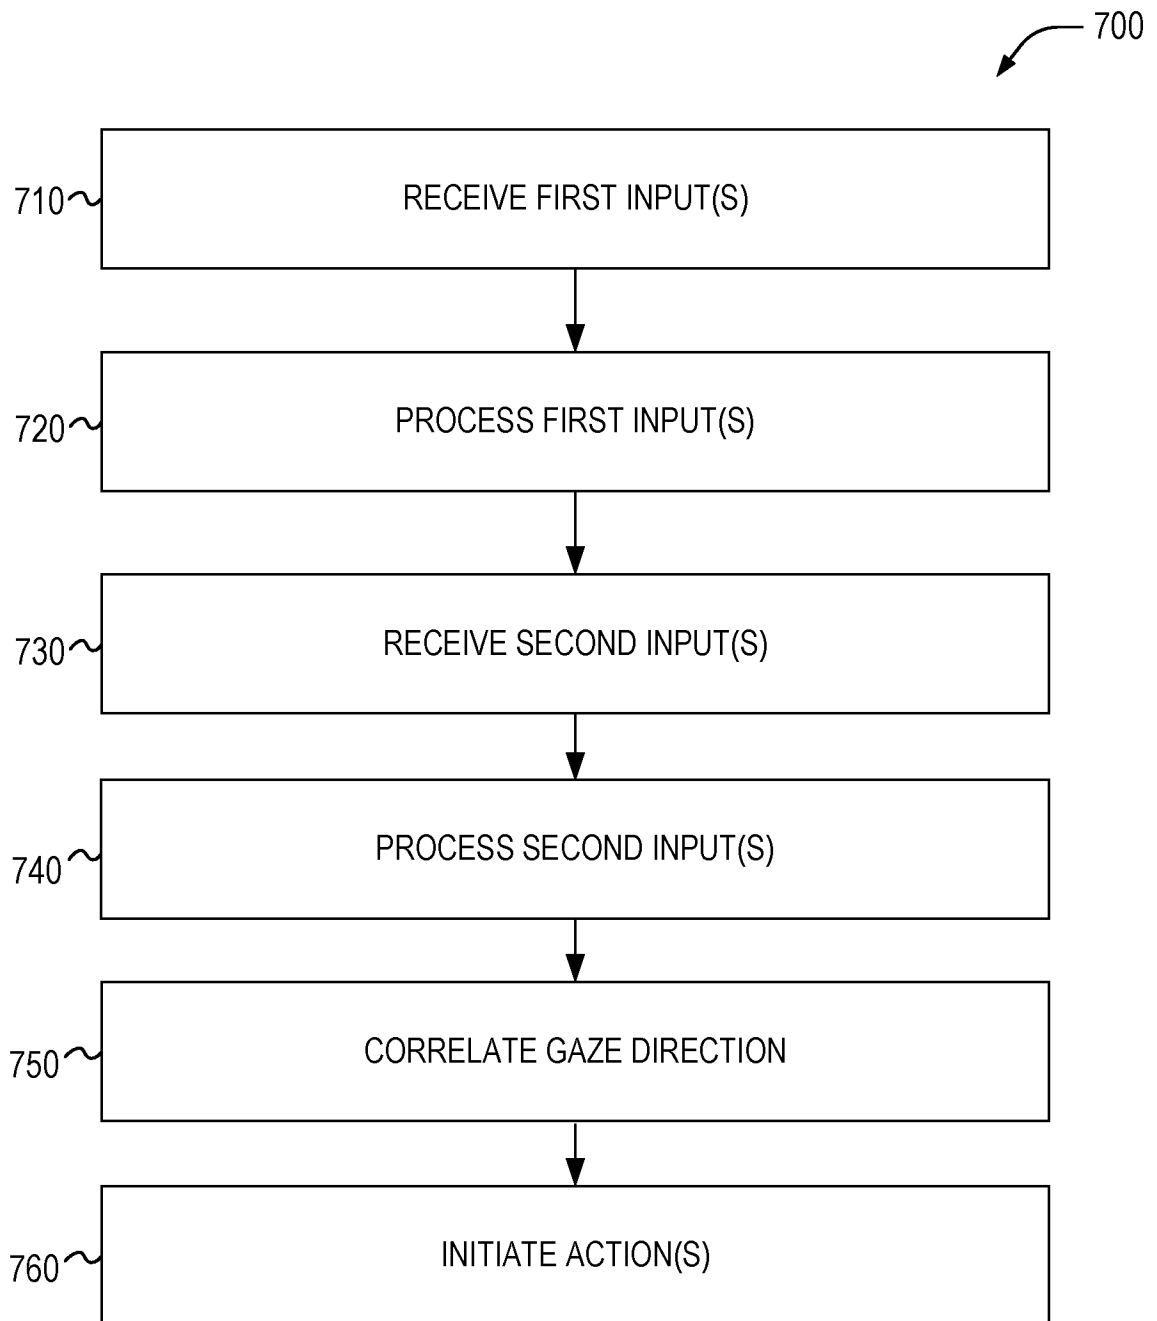 700
710
RECEIVE FIRST INPUT(S)
720
PROCESS FIRST INPUT(S)
730
RECEIVE SECOND INPUT(S)
740
PROCESS SECOND INPUT(S)
750
CORRELATE GAZE DIRECTION
760
INITIATE ACTION(S)